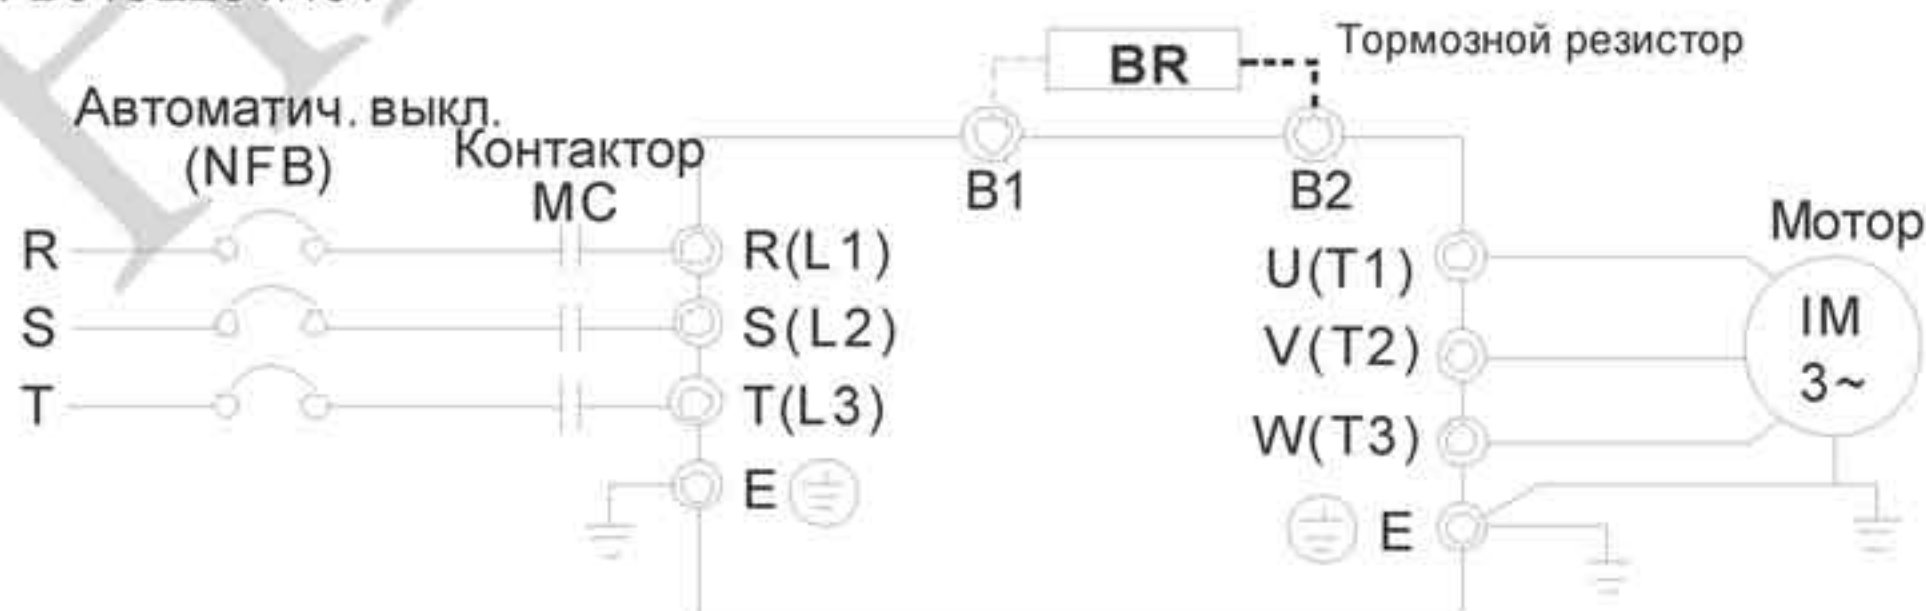 BR
Тормозной резистор
Автоматич. выкл.
(NFB)
Контактор
MC
B1
B2
Мотор
R
R(L1)
U(T1)
S
S(L2)
V(T2)
IM
3~
T
T(L3)
W(T3)
E
E